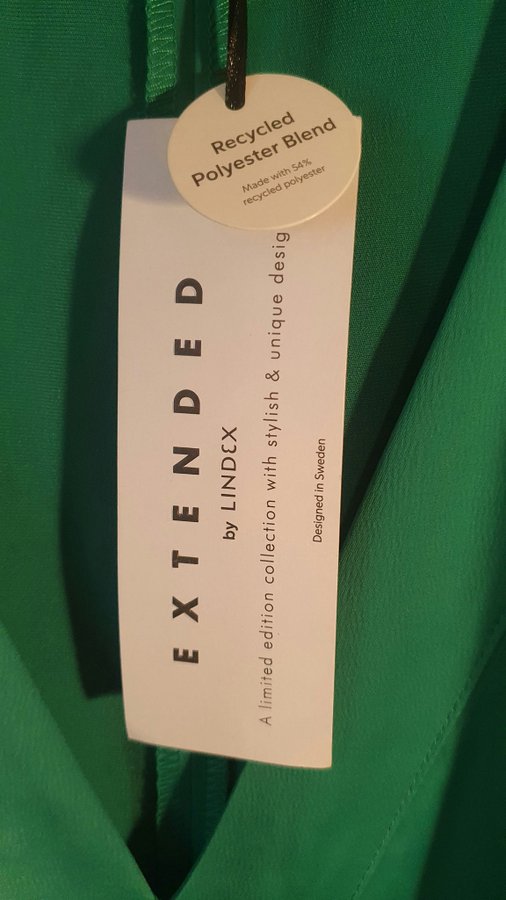 Recycled
Polyester Blend
Made with 54%
recycled polyester
EXTENDED
by LINDEX
A limited edition collection with stylish & unique desig
Designed in Sweden